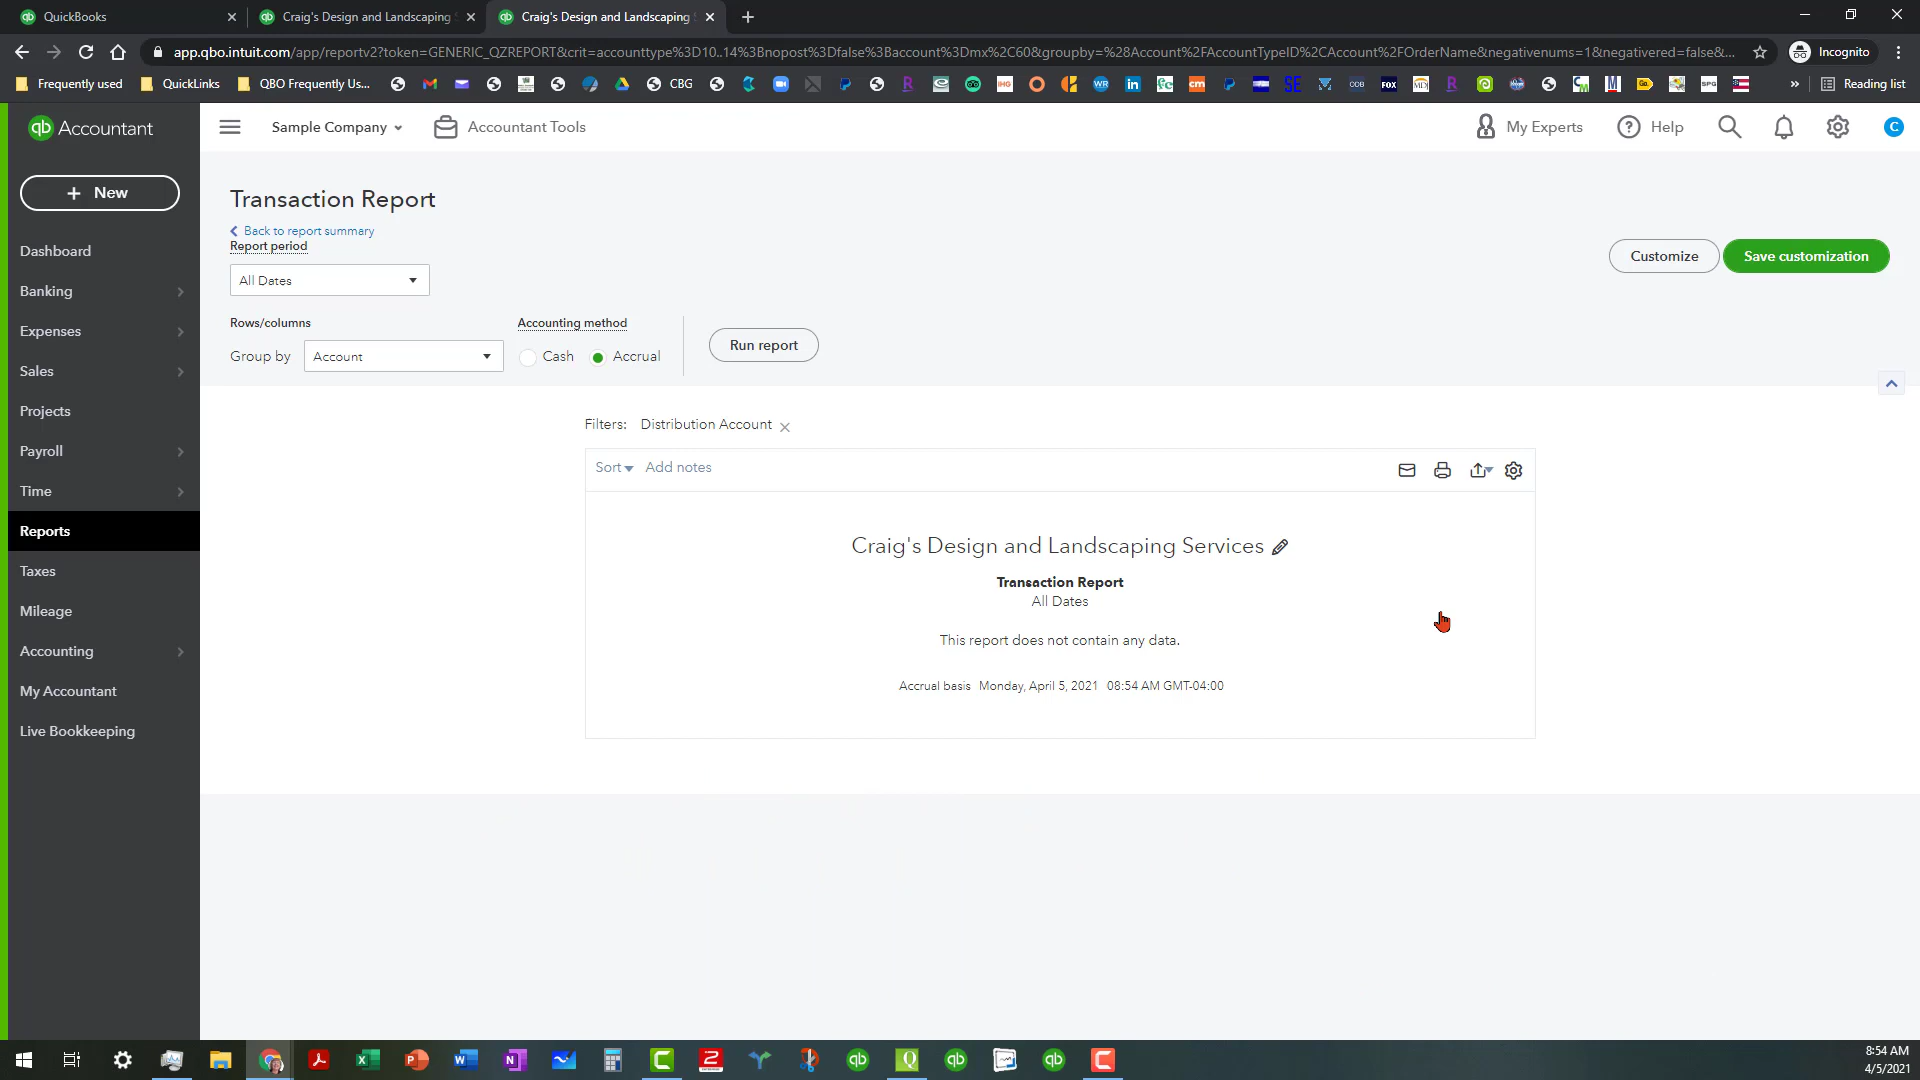 QuickBooks
Craig's Design and Landscaping S
Craig's Design and Landscaping S
app.qbo.intuit.com/app/reportv2?token=GENERIC_QZREPORT&crit=accounttype%3D10..14%3Bnopost%3Dfalse%3Baccount%3Dmx%2C60&groupby=%28Account%2FAccountTypeID%2CAccount%2FOrderName&negativenums=1&negativered=false&...
Incognito
Frequently used
QuickLinks
QBO Frequently Us...
CBG
»
Reading list
qb Accountant
Sample Company
Accountant Tools
My Experts
Help
C
+ New
Dashboard
Banking
Expenses
Sales
Projects
Payroll
Time
Reports
Taxes
Mileage
Accounting
My Accountant
Live Bookkeeping
Transaction Report
Back to report summary
Report period
All Dates
Customize
Save customization
Rows/columns
Accounting method
Group by
Account
Cash
Accrual
Run report
Filters: Distribution Account
Sort
Add notes
Craig's Design and Landscaping Services
Transaction Report
All Dates
This report does not contain any data.
Accrual basis Monday, April 5, 2021 08:54 AM GMT-04:00
8:54 AM
4/5/2021